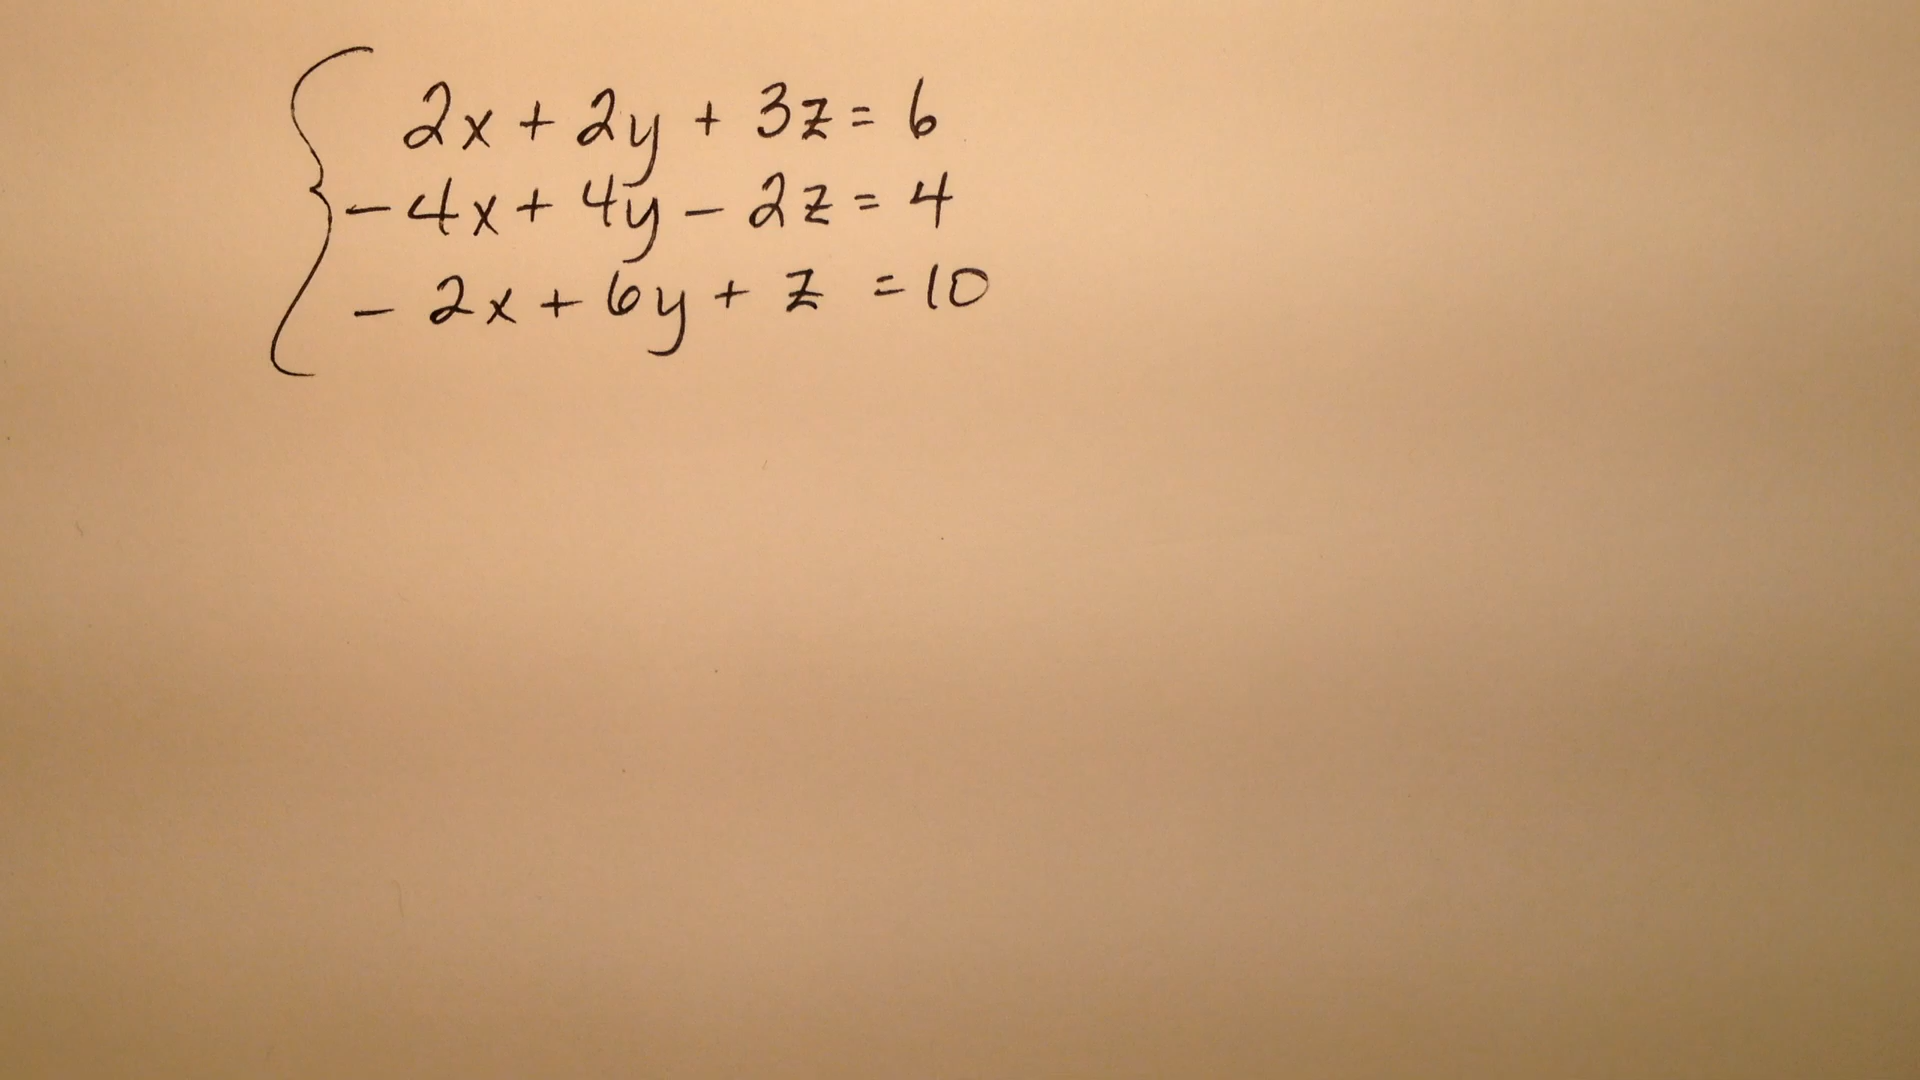 2x + 2y + 3z = 6
- 4x + 4y - 2z = 4
- 2x + 6y + z = 10